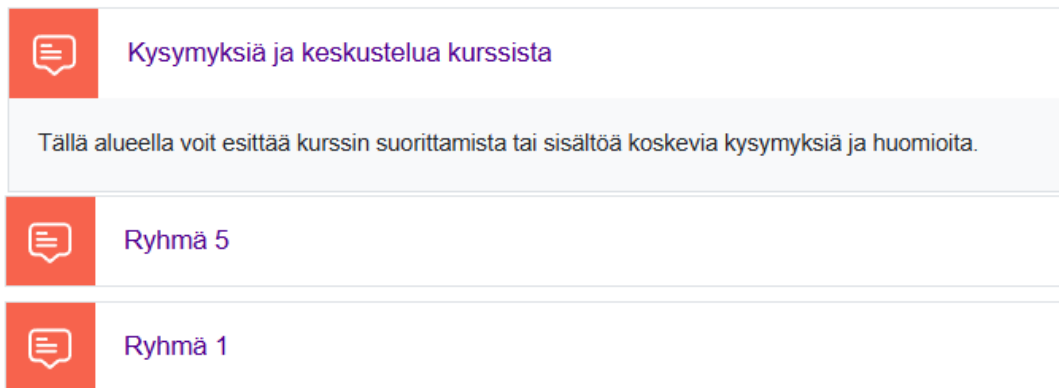 Kysymyksiä ja keskustelua kurssista
Tällä alueella voit esittää kurssin suorittamista tai sisältöä koskevia kysymyksiä ja huomioita.
Ryhmä 5
Ryhmä 1